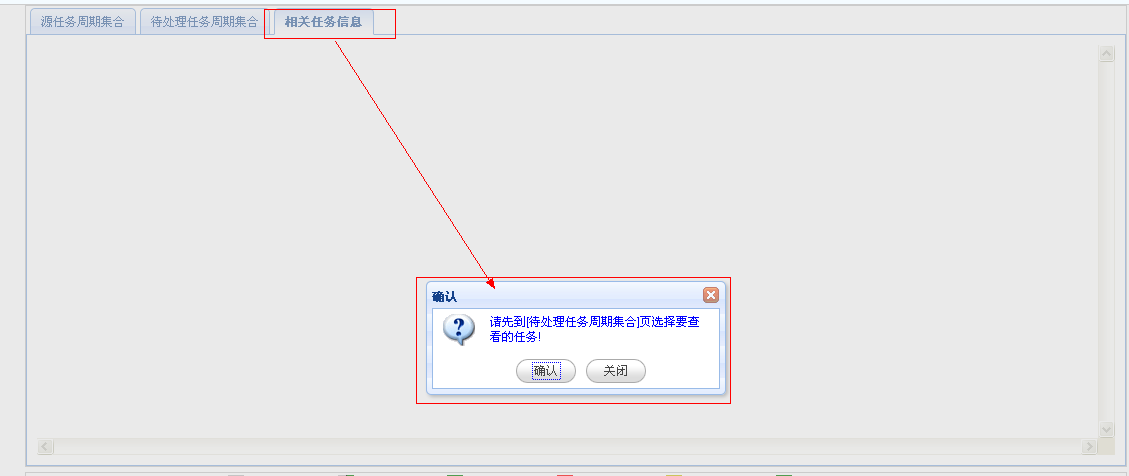 源任务周期集合
待处理任务周期集合
相关任务信息
确认
请先到[待处理任务周期集合]页选择要查
看的任务!
确认
关闭